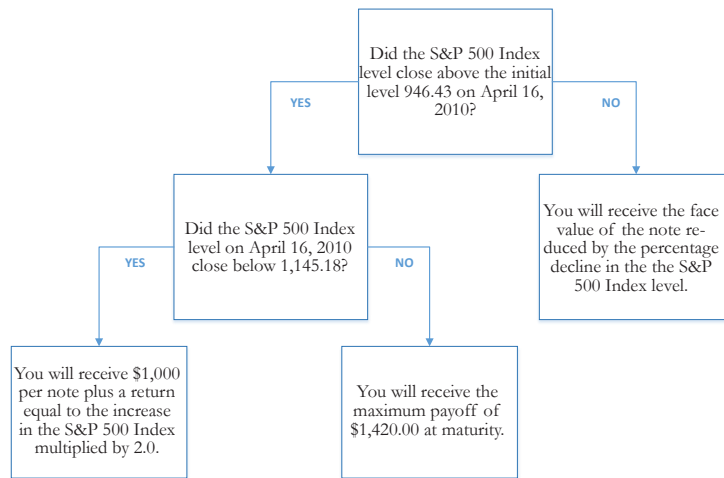 Did the S&P 500 Index
level close above the initial
level 946.43 on April 16,
2010?
YES
NO
Did the S&P 500 Index
level on April 16, 2010
close below 1,145.18?
You will receive the face
value of the note re-
duced by the percentage
decline in the the S&P
500 Index level.
YES
NO
You will receive $1,000
per note plus a return
equal to the increase
in the S&P 500 Index
multiplied by 2.0.
You will receive the
maximum payoff of
$1,420.00 at maturity.